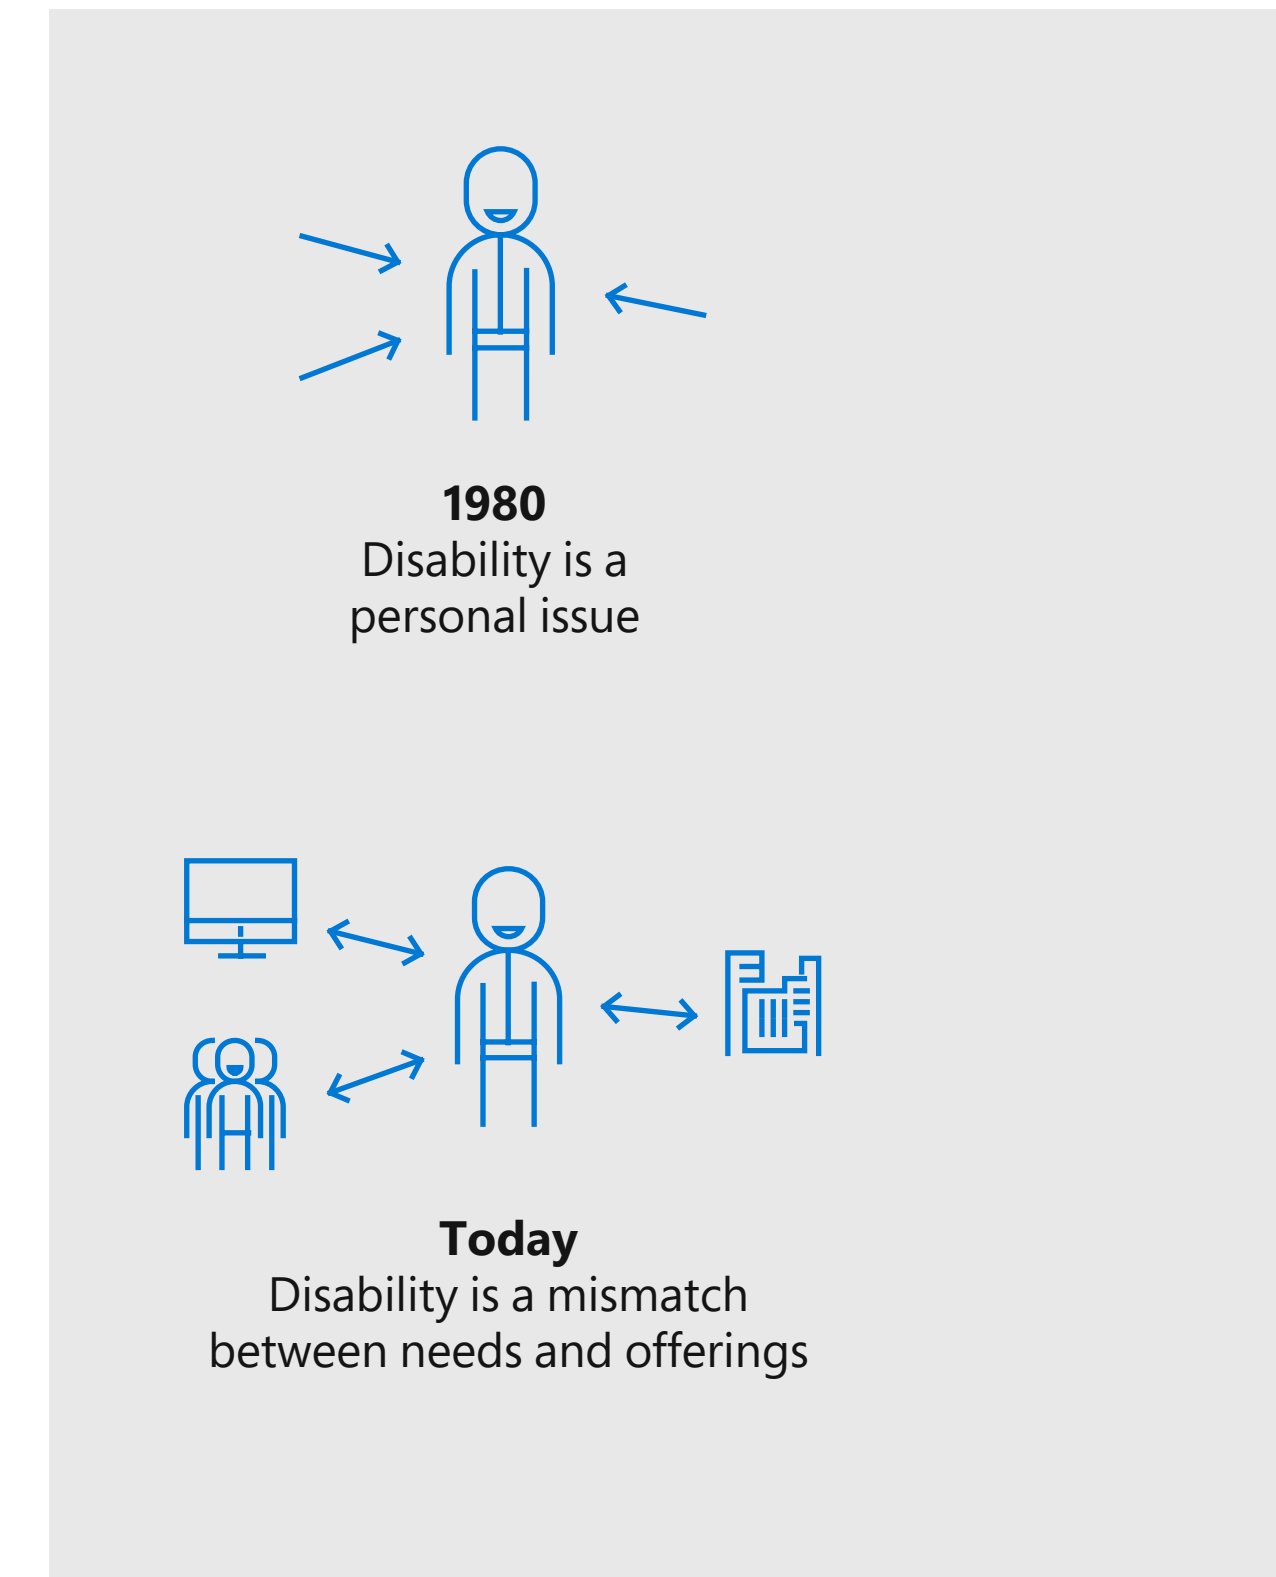 1980
Disability is a
personal issue
Today
Disability is a mismatch
between needs and offerings